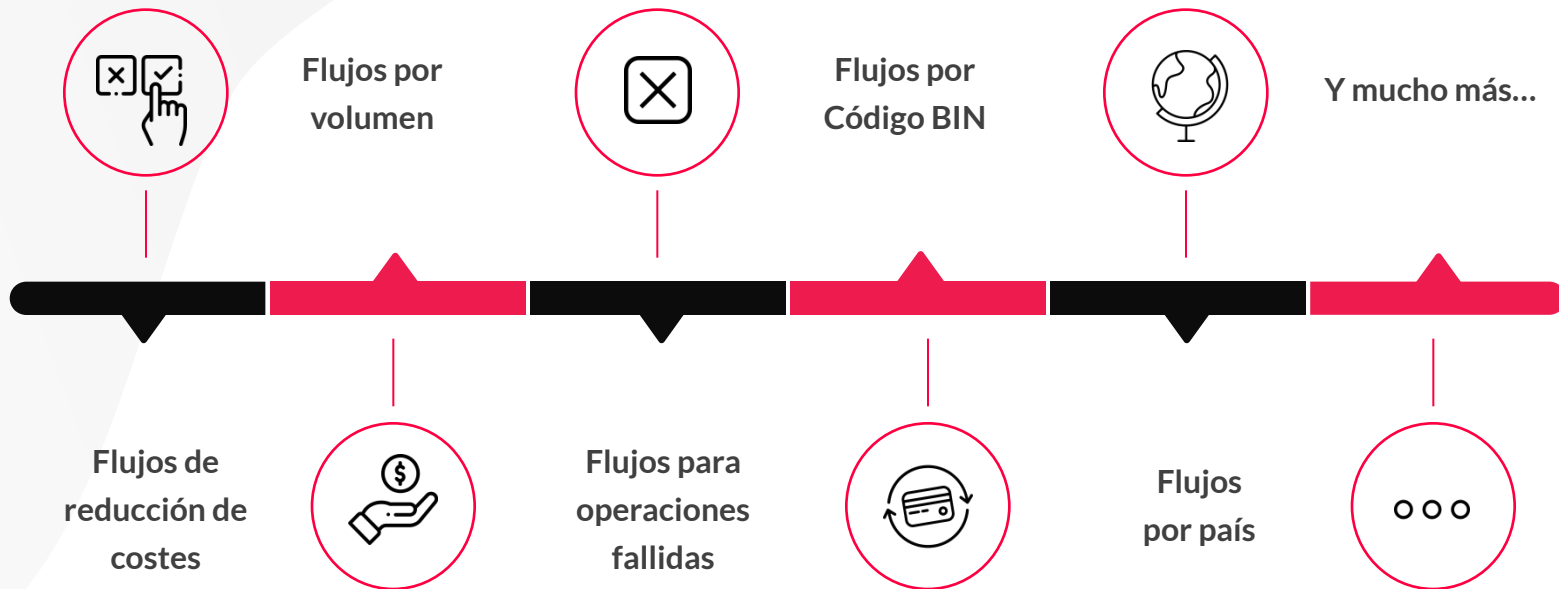 Flujos por
volumen
Flujos por
Código BIN
Y mucho más...
Flujos de
reducción de
costes
Flujos para
operaciones
fallidas
Flujos
por país